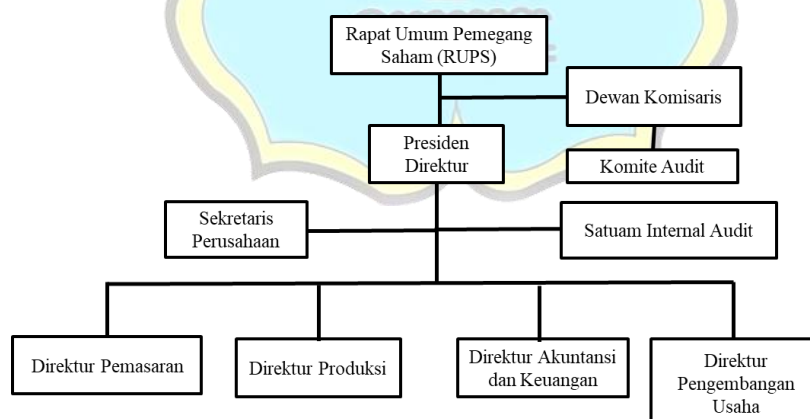 Rapat Umum Pemegang
Saham (RUPS)
Dewan Komisaris
Presiden
Direktur
Komite Audit
Sekretaris
Perusahaan
Satuam Internal Audit
Direktur Pemasaran
Direktur Produksi
Direktur Akuntansi
dan Keuangan
Direktur
Pengembangan
Usaha